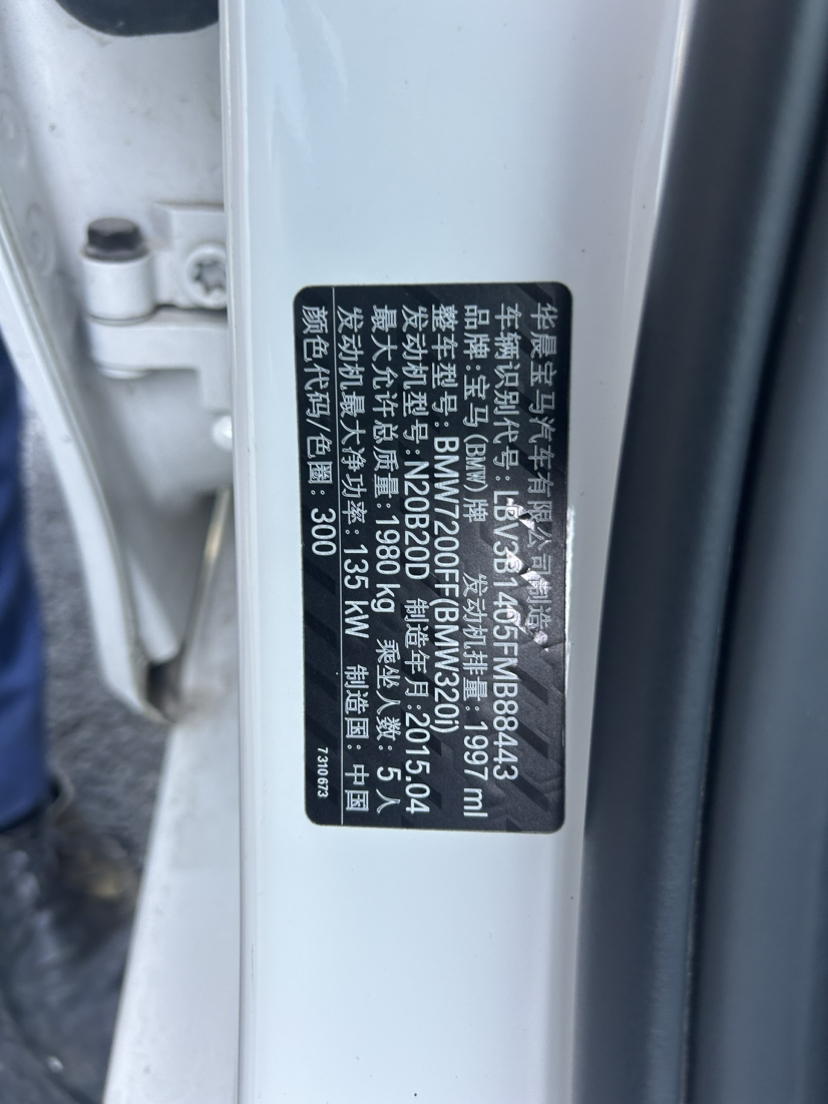 华晨宝马汽车有限公司制造
车辆识别代号: LBV3B1405FMB88443
品牌:宝马(BMW)牌 发动机排量: 1997 ml
整车型号: BMW7200FF(BMW320i)
发动机型号:N20B20D 制造年月:2015.04
最大允许总质量:1980 kg 乘坐人数: 5 人
发动机最大净功率: 135 kW 制造国: 中国
颜色代码/色圈: 300
7310673